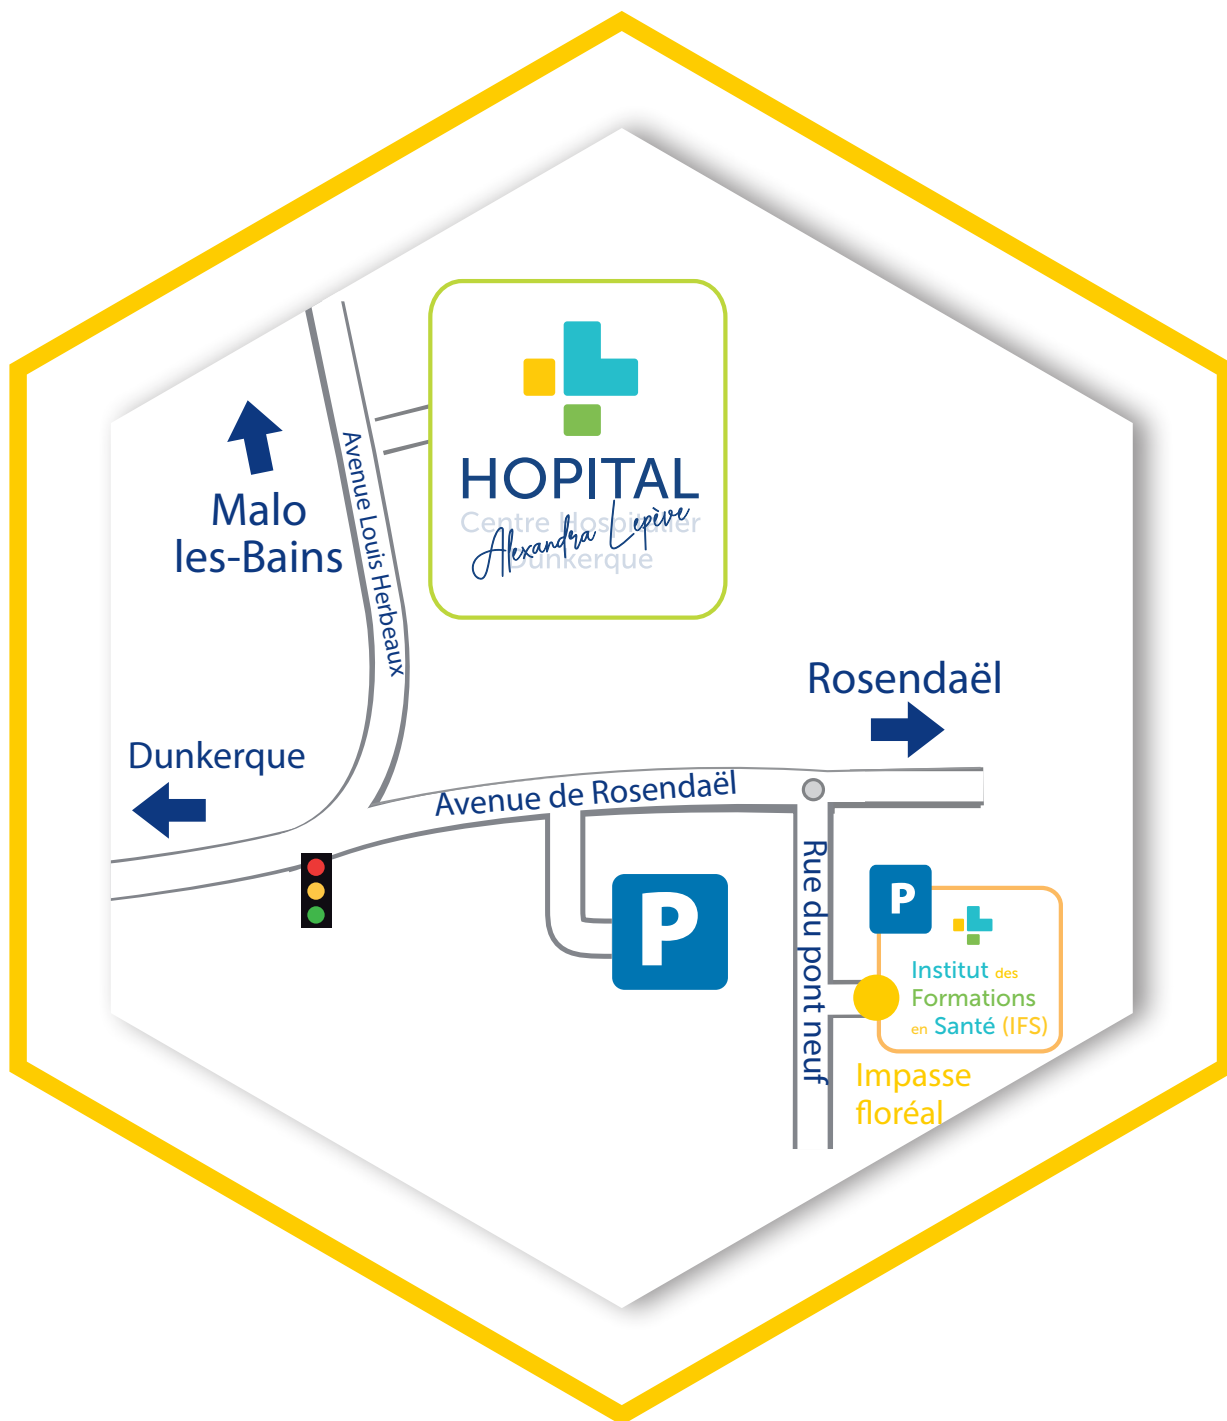 HOPITAL
Centre Hospitalier
Alexandra Lepève
Dunkerque
Avenue Louis Herbeaux
Malo
les-Bains
Rosendaël
Dunkerque
Avenue de Rosendaël
Rue du pont neuf
P
P
Institut des
Formations
en Santé (IFS)
Impasse
floréal